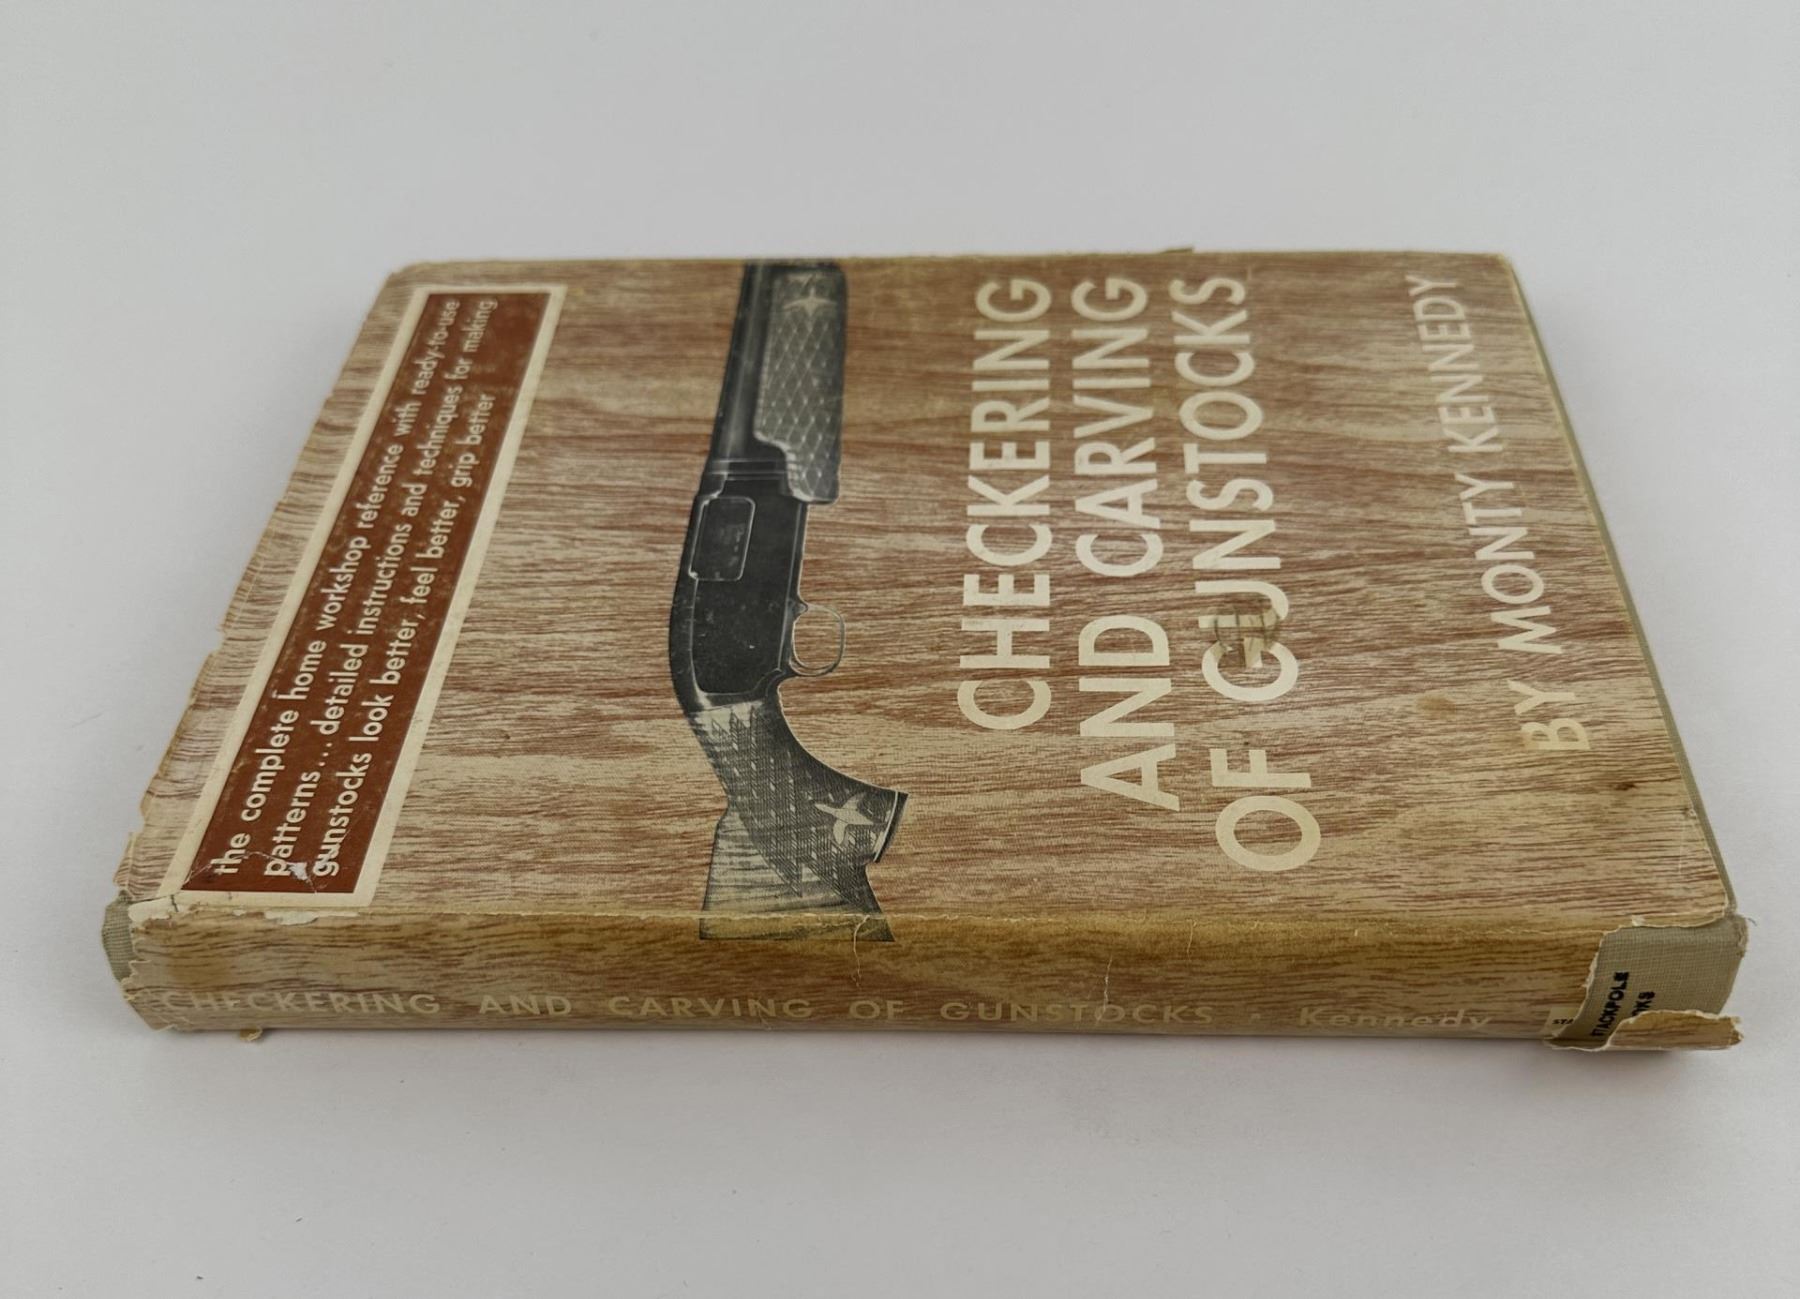 the complete home workshop reference with ready-to-use
patterns... detailed instructions and techniques for making
gunstocks look better, feel better, grip better
CHECKERING
AND CARVING
OF GUNSTOCKS
BY MONTY KENNEDY
CHECKERING AND CARVING OF GUNSTOCKS • Kennedy
STACKPOLE